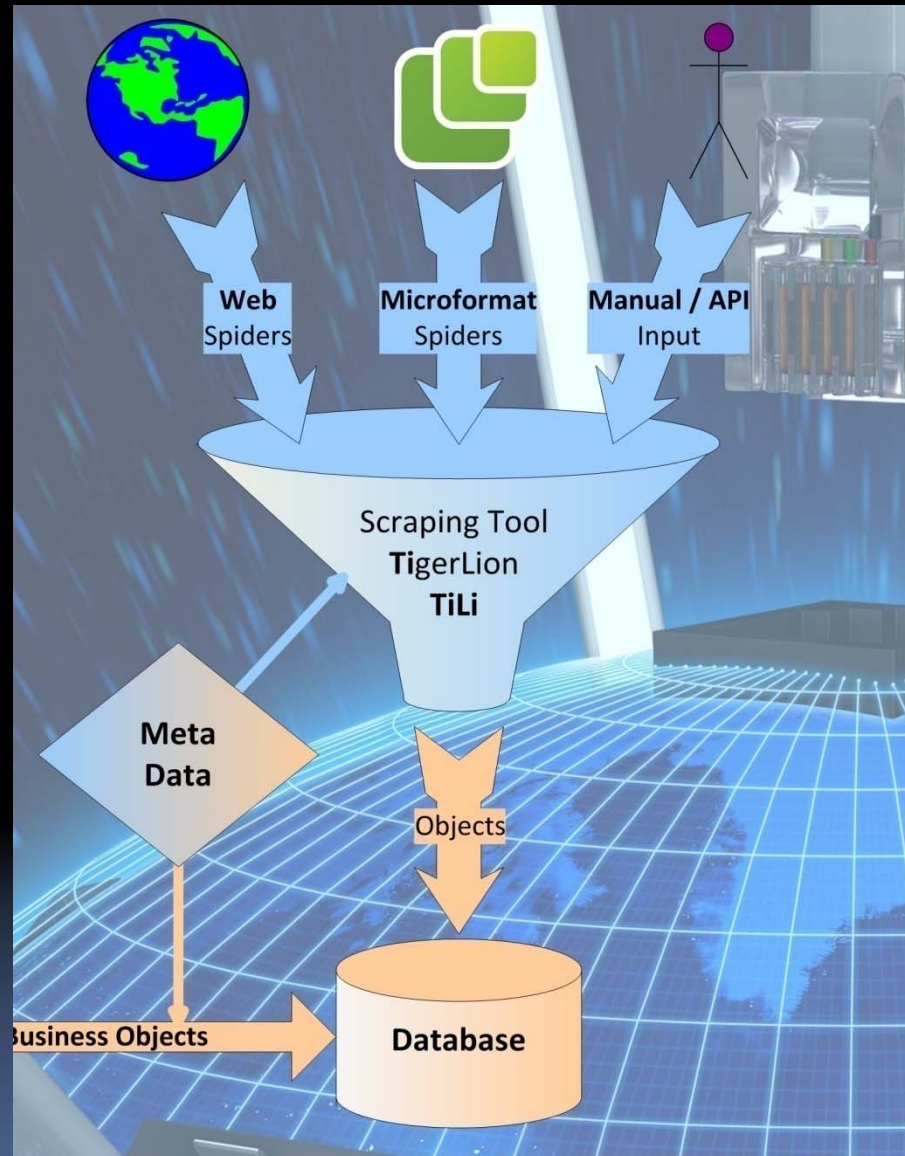 Web
Spiders
Microformat
Spiders
Manual / API
Input
Scraping Tool
TigerLion
TiLi
Meta
Data
Objects
Business Objects
Database